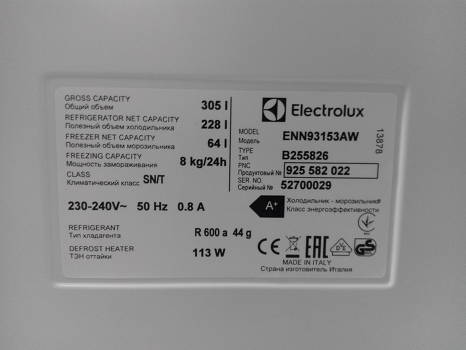 GROSS CAPACITY
Общий объем 305 l
REFRIGERATOR NET CAPACITY
Полезный объем холодильника 228 l
FREEZER NET CAPACITY
Полезный объем морозильника 64 l
FREEZING CAPACITY
Мощность замораживания 8 kg/24h
CLASS
Климатический класс SN/T
230-240V~ 50 Hz 0.8 A
REFRIGERANT
Тип хладагента R 600 a 44 g
DEFROST HEATER
ТЭН оттайки 113 W
Electrolux
MODEL
Модель ENN93153AW
TYPE
Тип B255826
PNC
Продуктовый № 925 582 022
SER. NO.
Серийный № 52700029
A+
Холодильник - морозильник
Класс энергоэффективности
CE EAC GS
MADE IN ITALY
Страна изготовитель Италия
13878